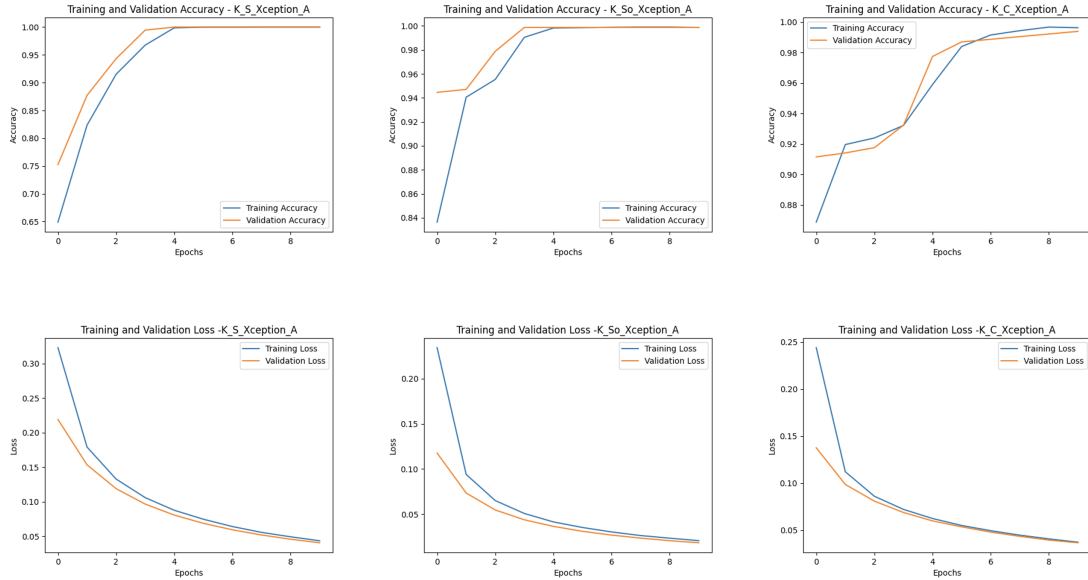 Training and Validation Accuracy - K_S_Xception_A
1.00
0.95
0.90
0.85
0.80
0.75
0.70
0.65
Accuracy
Training Accuracy
Validation Accuracy
0 2 4 6 8
Epochs
Training and Validation Accuracy - K_So_Xception_A
1.00
0.98
0.96
0.94
0.92
0.90
0.88
0.86
0.84
Accuracy
Training Accuracy
Validation Accuracy
0 2 4 6 8
Epochs
Training and Validation Accuracy - K_C_Xception_A
1.00
0.98
0.96
0.94
0.92
0.90
0.88
Accuracy
Training Accuracy
Validation Accuracy
0 2 4 6 8
Epochs
Training and Validation Loss -K_S_Xception_A
0.30
0.25
0.20
0.15
0.10
0.05
Loss
Training Loss
Validation Loss
0 2 4 6 8
Epochs
Training and Validation Loss -K_So_Xception_A
0.20
0.15
0.10
0.05
Loss
Training Loss
Validation Loss
0 2 4 6 8
Epochs
Training and Validation Loss -K_C_Xception_A
0.25
0.20
0.15
0.10
0.05
Loss
Training Loss
Validation Loss
0 2 4 6 8
Epochs